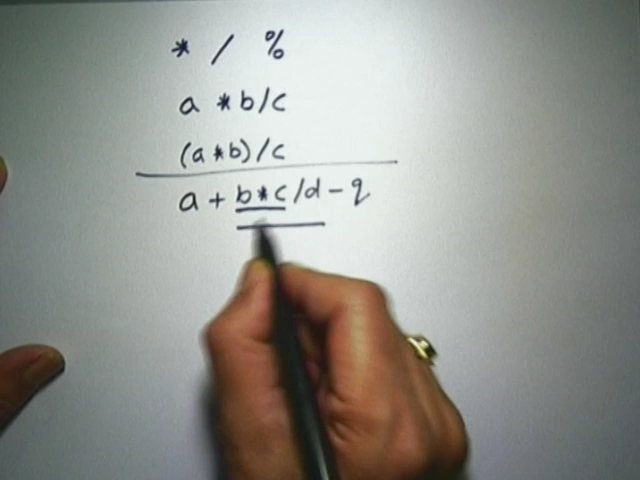 * / %
a * b/c
(a*b)/c
a + b*c/d - q